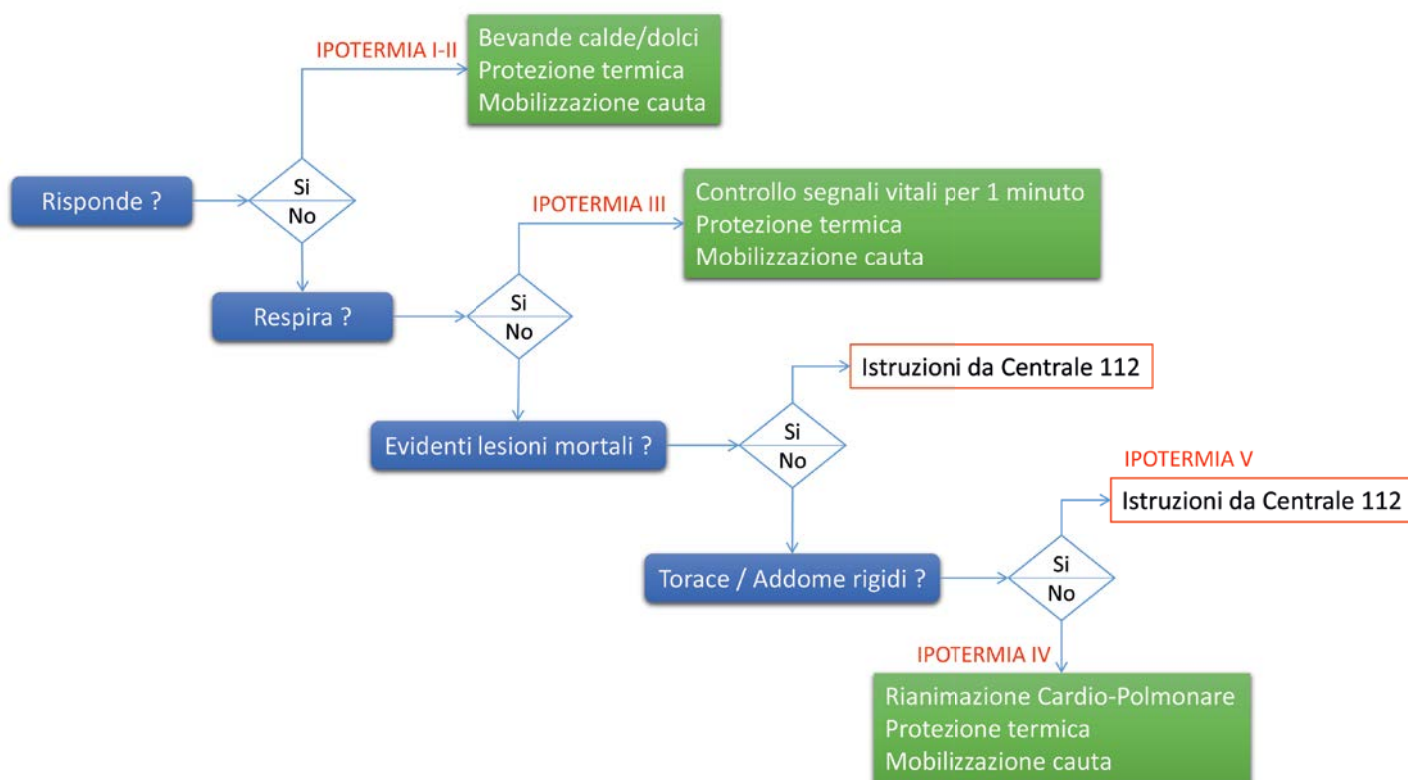 IPOTERMIA I-II
Bevande calde/dolci
Protezione termica
Mobilizzazione cauta
Risponde ?
Si
No
IPOTERMIA III
Controllo segnali vitali per 1 minuto
Protezione termica
Mobilizzazione cauta
Respira ?
Si
No
Istruzioni da Centrale 112
Evidenti lesioni mortali ?
Si
No
IPOTERMIA V
Istruzioni da Centrale 112
Torace / Addome rigidi ?
Si
No
IPOTERMIA IV
Rianimazione Cardio-Polmonare
Protezione termica
Mobilizzazione cauta